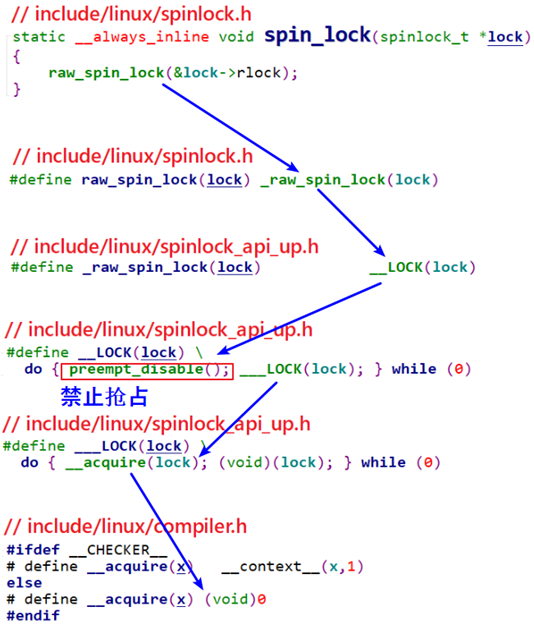 // include/linux/spinlock.h
static __always_inline void spin_lock(spinlock_t *lock)
{
raw_spin_lock(&lock->rlock);
}
// include/linux/spinlock.h
#define raw_spin_lock(lock) _raw_spin_lock(lock)
// include/linux/spinlock_api_up.h
#define _raw_spin_lock(lock) __LOCK(lock)
// include/linux/spinlock_api_up.h
#define __LOCK(lock) \
do { preempt_disable(); ___LOCK(lock); } while (0)
禁止抢占
// include/linux/spinlock_api_up.h
#define ___LOCK(lock) \
do { __acquire(lock); (void)(lock); } while (0)
// include/linux/compiler.h
#ifdef __CHECKER__
# define __acquire(x) __context__(x,1)
else
# define __acquire(x) (void)0
#endif